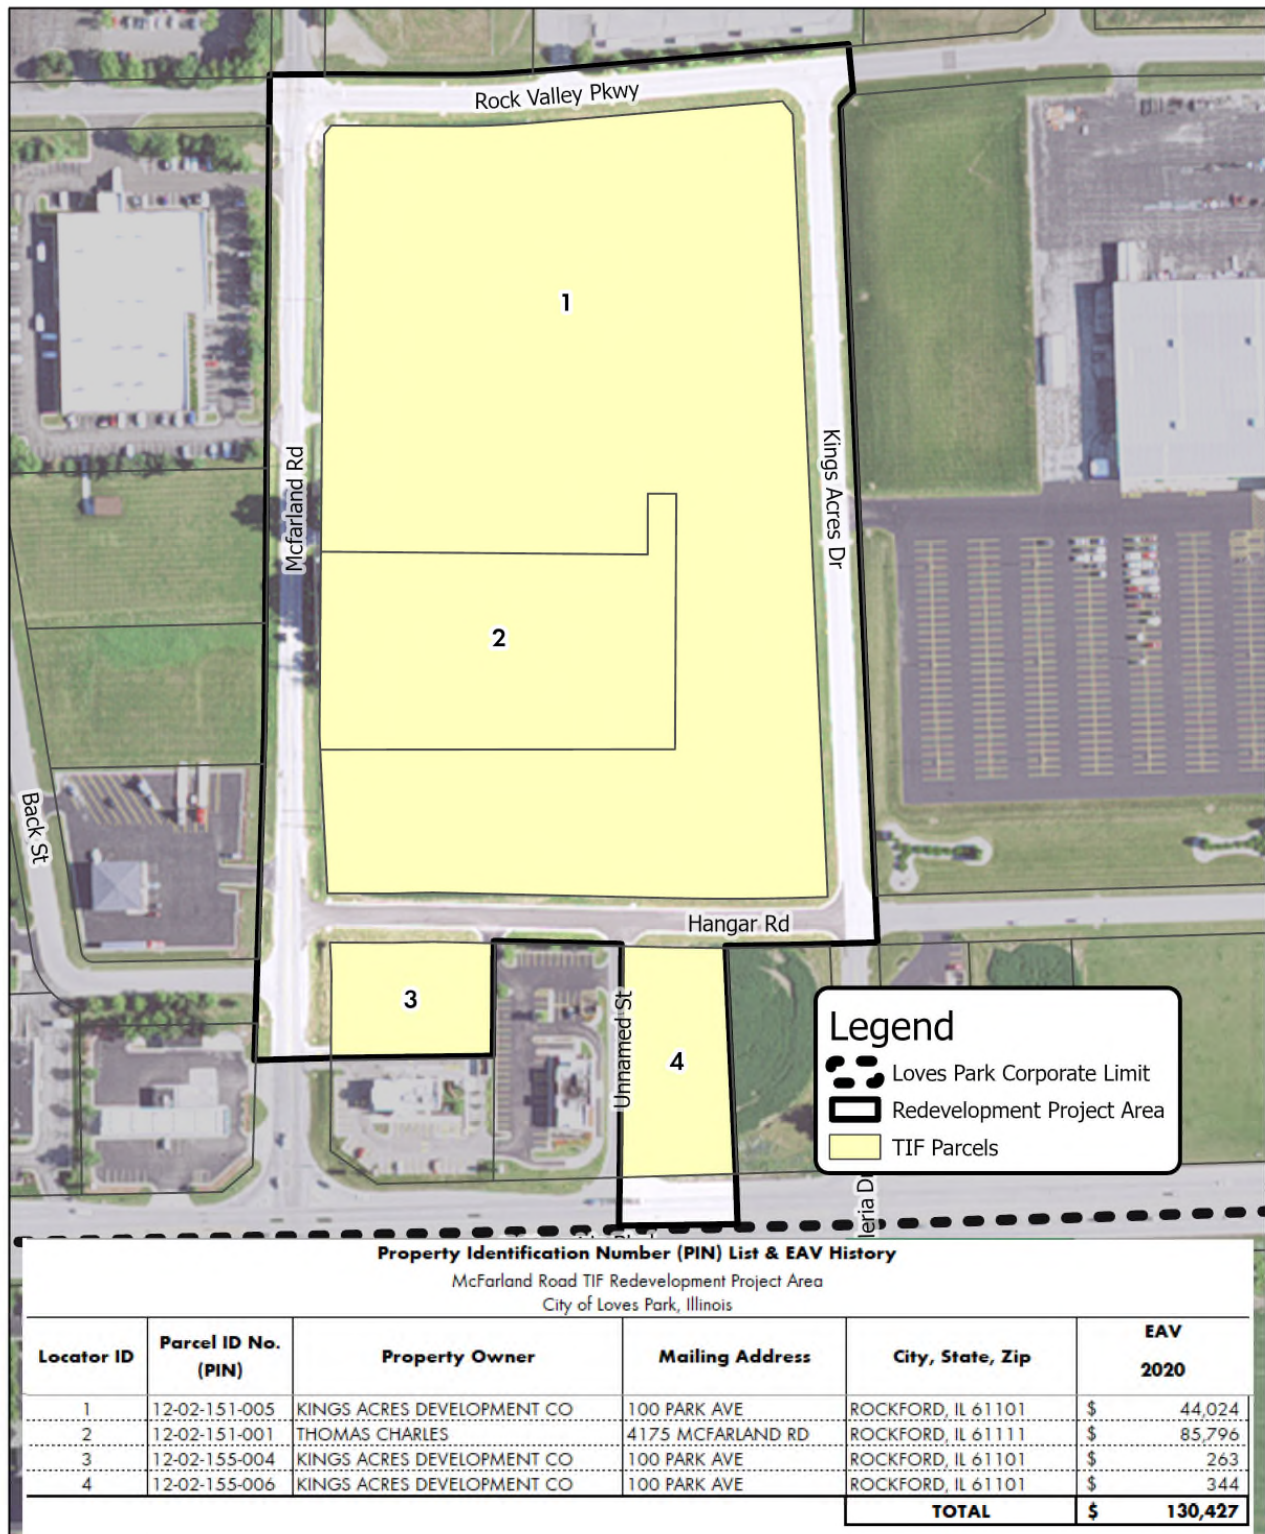 Rock Valley Pkwy
1
Mcfarland Rd
Kings Acres Dr
2
Back St
Hangar Rd
3
Unnamed St
4
Legend
Loves Park Corporate Limit
Redevelopment Project Area
TIF Parcels
Property Identification Number (PIN) List & EAV History
McFarland Road TIF Redevelopment Project Area
City of Loves Park, Illinois
Locator ID Parcel ID No. (PIN) Property Owner Mailing Address City, State, Zip EAV 2020
1 12-02-151-005 KINGS ACRES DEVELOPMENT CO 100 PARK AVE ROCKFORD, IL 61101 $ 44,024
2 12-02-151-001 THOMAS CHARLES 4175 MCFARLAND RD ROCKFORD, IL 61111 $ 85,796
3 12-02-155-004 KINGS ACRES DEVELOPMENT CO 100 PARK AVE ROCKFORD, IL 61101 $ 263
4 12-02-155-006 KINGS ACRES DEVELOPMENT CO 100 PARK AVE ROCKFORD, IL 61101 $ 344
TOTAL $ 130,427